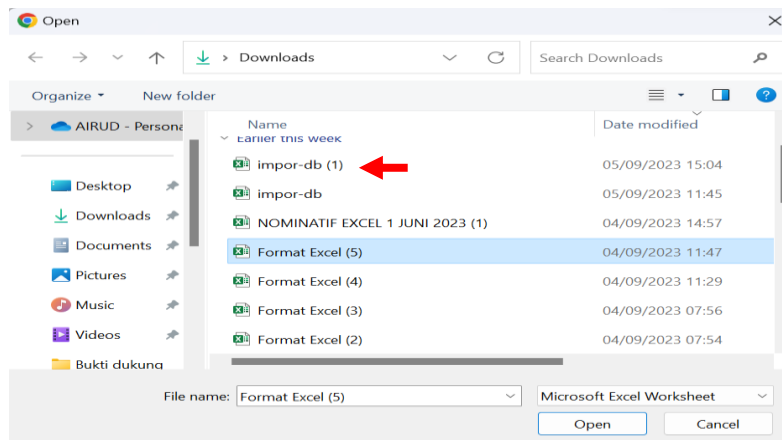 Open
Downloads
Search Downloads
Organize
New folder
AIRUD - Persona
Name
Date modified
Earlier this week
impor-db (1)
05/09/2023 15:04
Desktop
impor-db
05/09/2023 11:45
Downloads
NOMINATIF EXCEL 1 JUNI 2023 (1)
04/09/2023 14:57
Documents
Format Excel (5)
04/09/2023 11:47
Pictures
Format Excel (4)
04/09/2023 11:29
Music
Format Excel (3)
04/09/2023 07:56
Videos
Format Excel (2)
04/09/2023 07:54
Bukti dukung
File name: Format Excel (5)
Microsoft Excel Worksheet
Open
Cancel